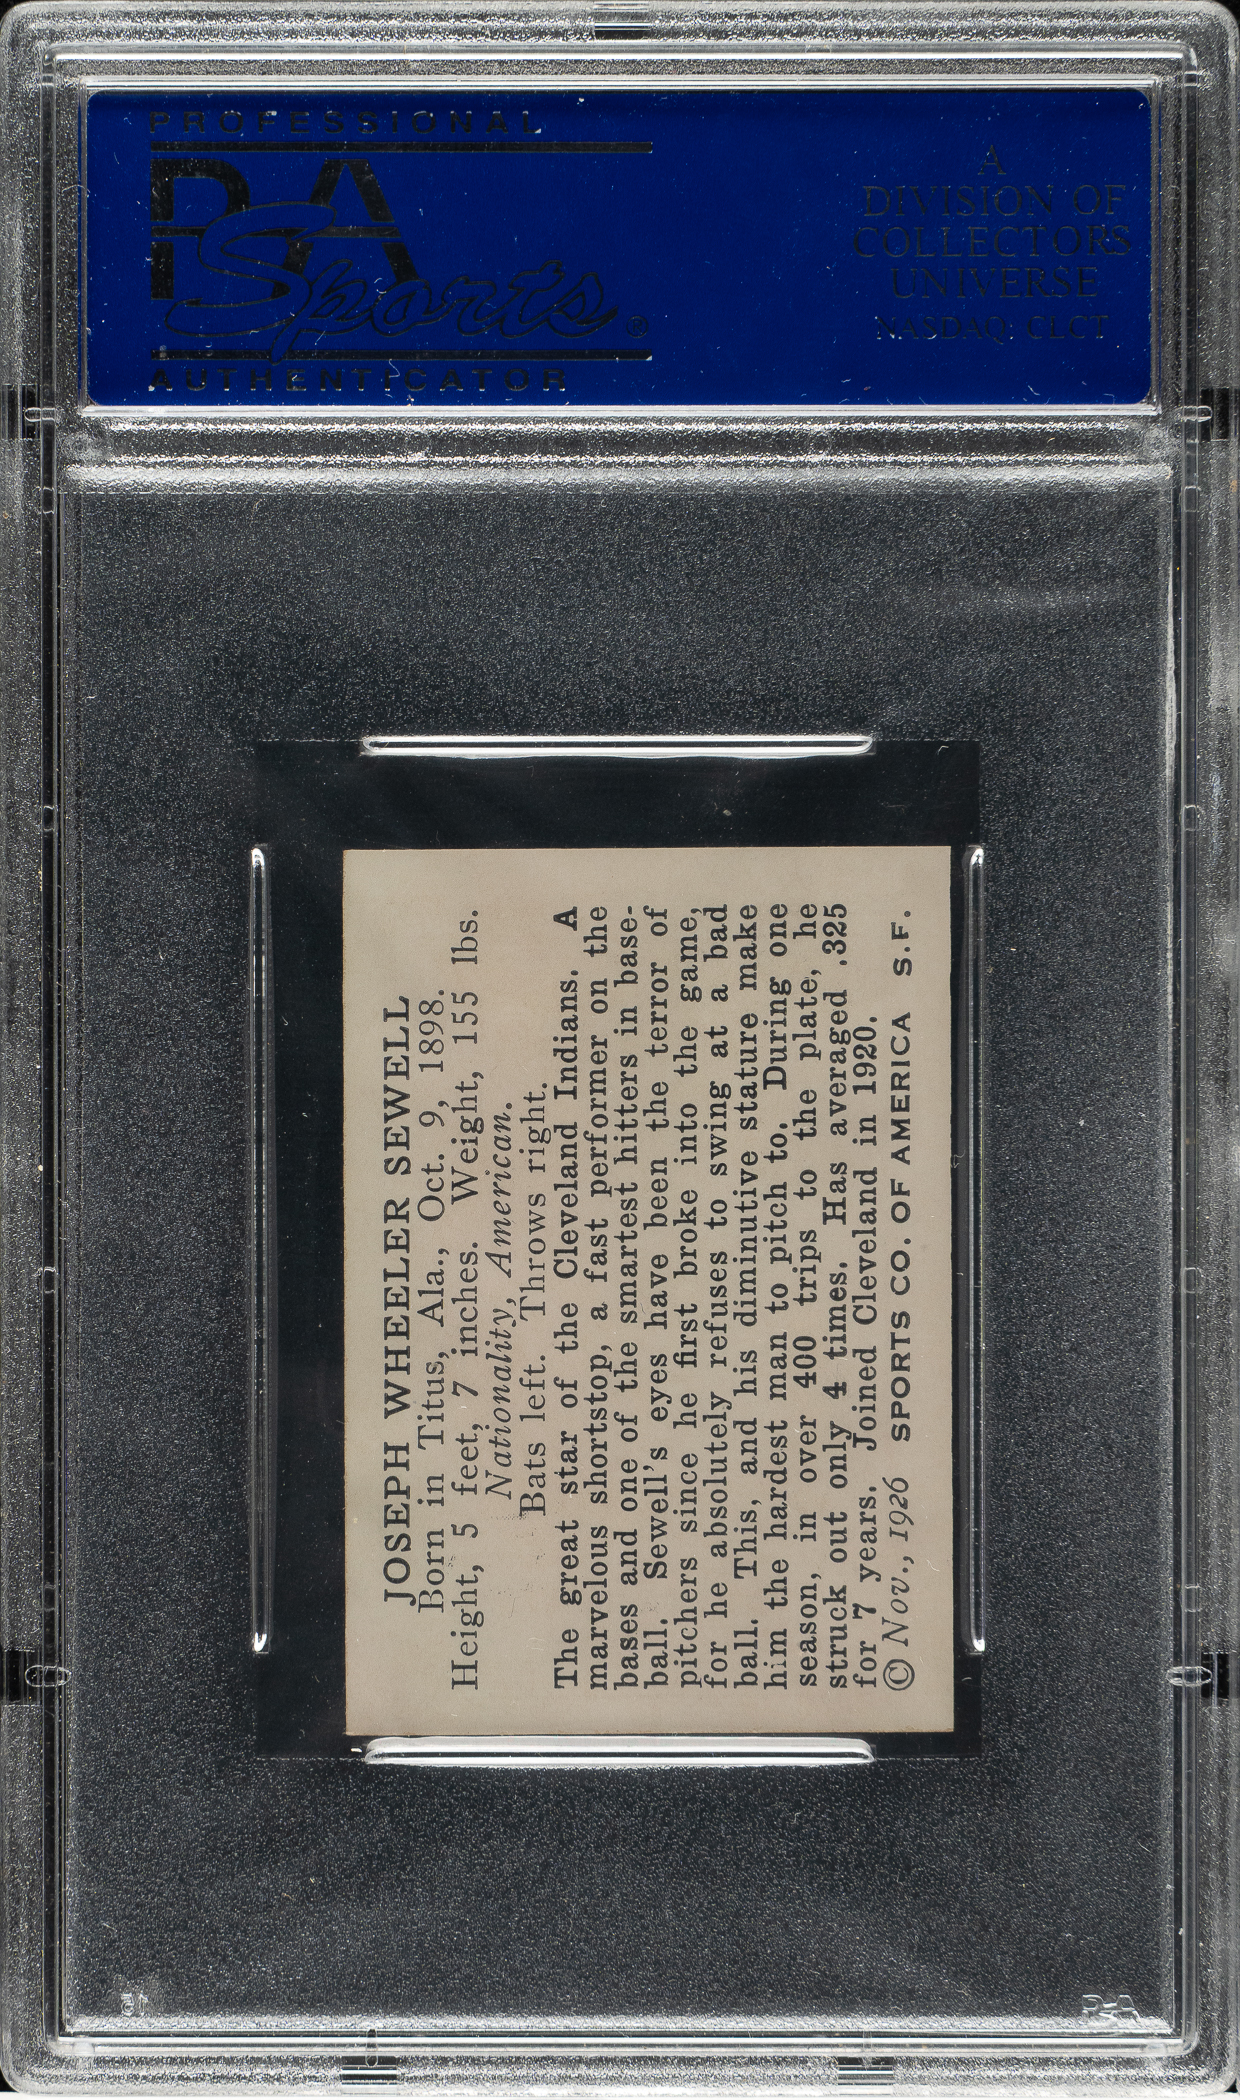 PROFESSIONAL
PSA
Sports®
AUTHENTICATOR
A
DIVISION OF
COLLECTORS
UNIVERSE
NASDAQ: CLCT
JOSEPH WHEELER SEWELL
Born in Titus, Ala., Oct. 9, 1898.
Height, 5 feet, 7 inches. Weight, 155 lbs.
Nationality, American.
Bats left. Throws right.
The great star of the Cleveland Indians. A
marvelous shortstop, a fast performer on the
bases and one of the smartest hitters in base-
ball. Sewell's eyes have been the terror of
pitchers since he first broke into the game,
for he absolutely refuses to swing at a bad
ball. This, and his diminutive stature make
him the hardest man to pitch to. During one
season, in over 400 trips to the plate, he
struck out only 4 times. Has averaged .325
for 7 years. Joined Cleveland in 1920.
© Nov., 1926 SPORTS CO. OF AMERICA S.F.
PSA